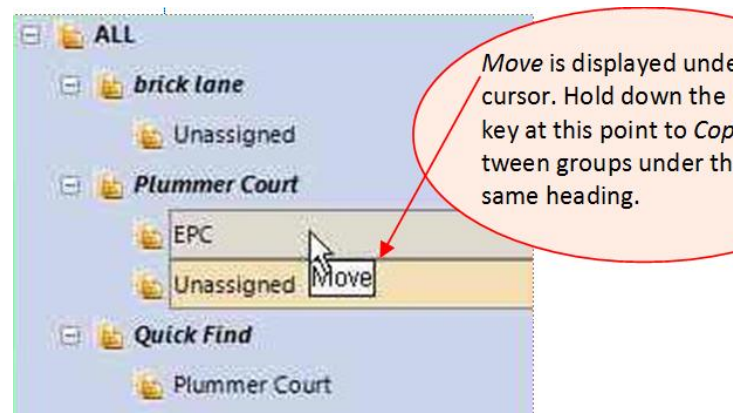 ALL
brick lane
Unassigned
Plummer Court
EPC
Unassigned
Move
Quick Find
Plummer Court
Move is displayed unde
cursor. Hold down the
key at this point to Cop
tween groups under th
same heading.